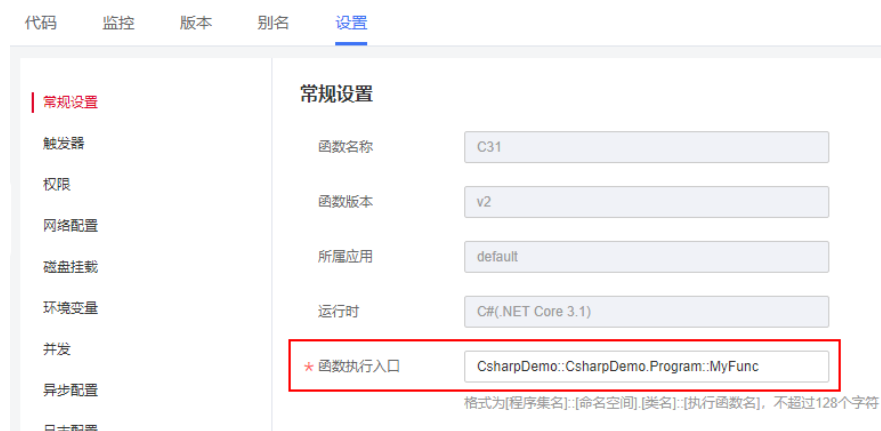 代码 监控 版本 别名 设置
常规设置
触发器
权限
网络配置
磁盘挂载
环境变量
并发
异步配置
日志配置
常规设置
函数名称 C31
函数版本 v2
所属应用 default
运行时 C#(.NET Core 3.1)
* 函数执行入口 CsharpDemo::CsharpDemo.Program::MyFunc
格式为[程序集名]::[命名空间].[类名]::[执行函数名]，不超过128个字符